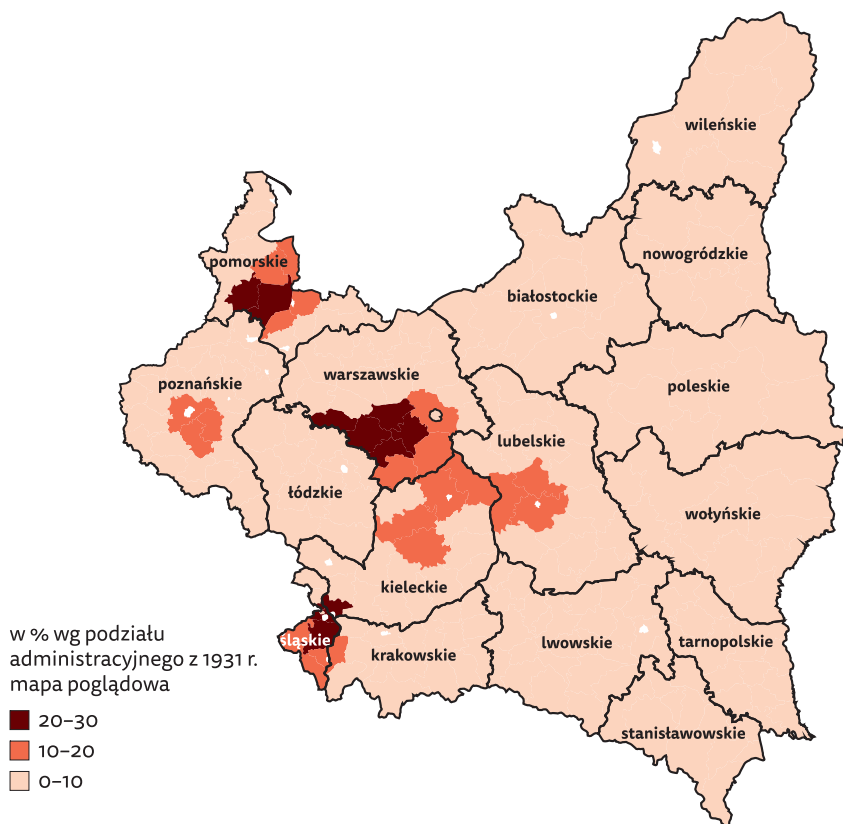 wileńskie
nowogródzkie
pomorskie
białostockie
warszawskie
poznańskie
poleskie
lubelskie
łódzkie
wołyńskie
kieleckie
śląskie
krakowskie
lwowskie
tarnopolskie
stanisławowskie
w % wg podziału
administracyjnego z 1931 r.
mapa poglądowa
20–30
10–20
0–10